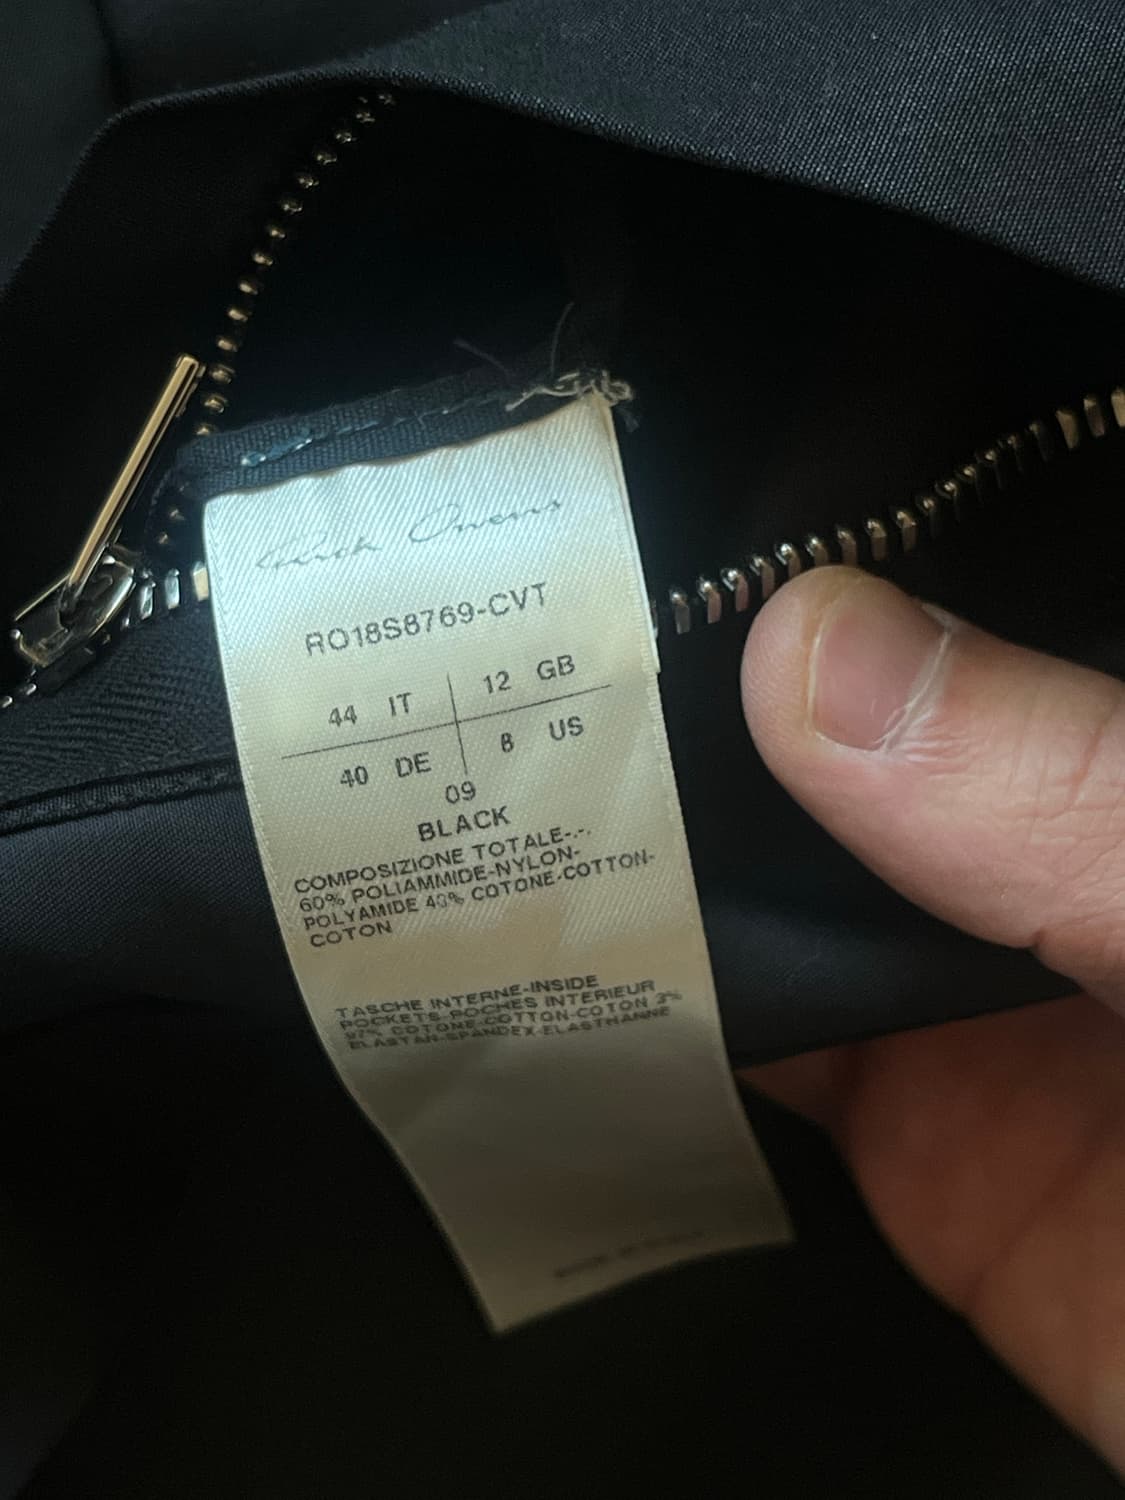 Rick Owens
RO18S8769-CVT
44 IT 12 GB
40 DE 8 US
09
BLACK
COMPOSIZIONE TOTALE-.-.
60% POLIAMMIDE-NYLON-
POLYAMIDE 40% COTONE-COTTON-
COTON
TASCHE INTERNE-INSIDE
POCKETS-POCHES INTERIEUR
97% COTONE-COTTON-COTON 3%
ELASTAN-SPANDEX-ELASTHANNE